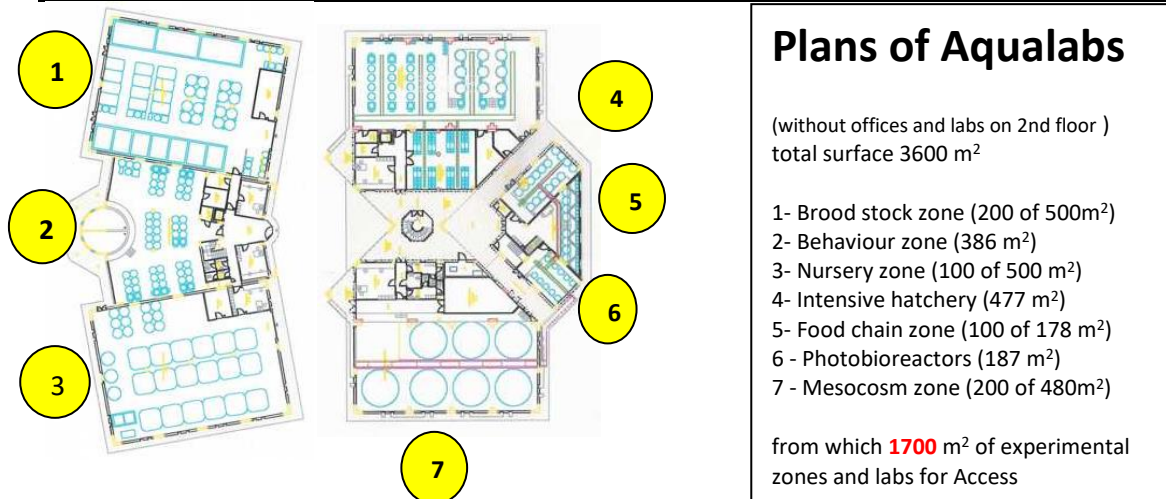 1
2
3
4
5
6
7
Plans of Aqualabs
(without offices and labs on 2nd floor )
total surface 3600 m²
1- Brood stock zone (200 of 500m²)
2- Behaviour zone (386 m²)
3- Nursery zone (100 of 500 m²)
4- Intensive hatchery (477 m²)
5- Food chain zone (100 of 178 m²)
6 - Photobioreactors (187 m²)
7 - Mesocosm zone (200 of 480m²)
from which 1700 m² of experimental
zones and labs for Access